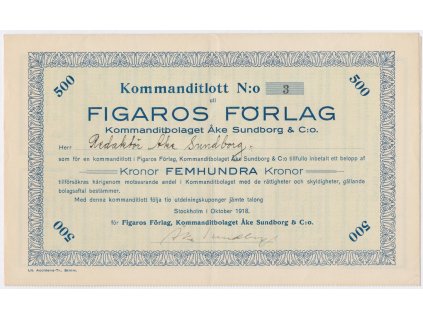 500
500
Kommanditlott N:o 3
till
FIGAROS FÖRLAG
Kommanditbolaget Åke Sundborg & C:o.
Herr Redaktör Åke Sundborg.
som för en kommanditlott i Figaros Förlag, Kommanditbolaget Åke Sundborg & C:o tillfullo inbetalt ett belopp af
Kronor FEMHUNDRA Kronor
tillförsäkras härigenom motsvarande andel i Kommanditbolaget med de rättigheter och skyldigheter, gällande
bolagsaftal bestämmer.
Med denna kommanditlott följa tio utdelningskuponger jämte talong
Stockholm i Oktober 1918.
för Figaros Förlag, Kommanditbolaget Åke Sundborg & C:o.
Åke Sundborg
500
500